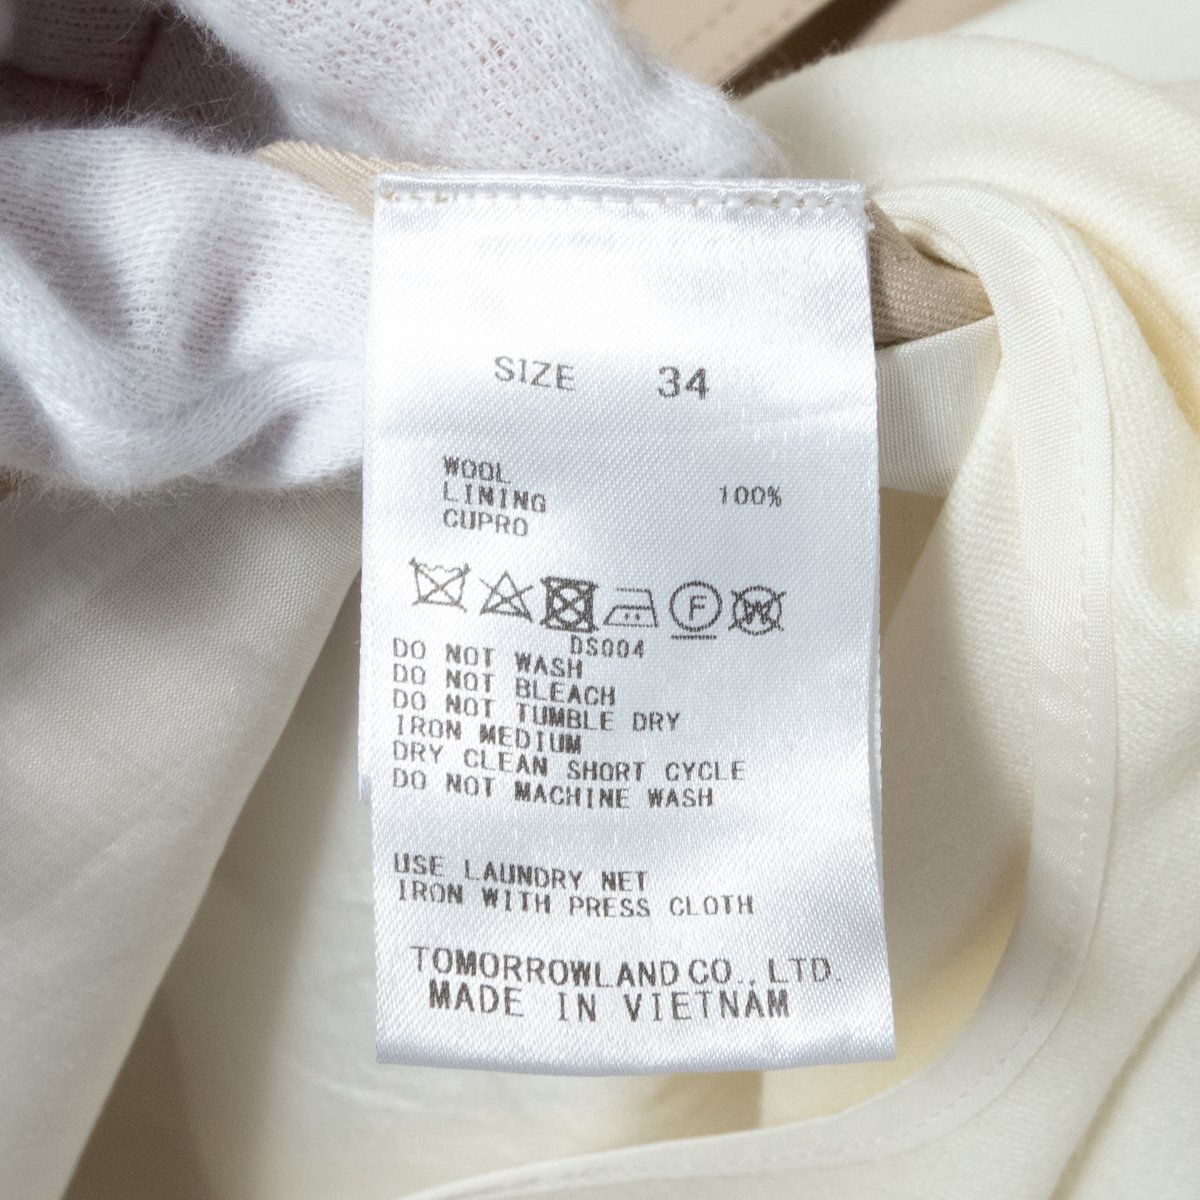 SIZE 34
WOOL
LINING 100%
CUPRO
F W
DS004
DO NOT WASH
DO NOT BLEACH
DO NOT TUMBLE DRY
IRON MEDIUM
DRY CLEAN SHORT CYCLE
DO NOT MACHINE WASH
USE LAUNDRY NET
IRON WITH PRESS CLOTH
TOMORROWLAND CO., LTD.
MADE IN VIETNAM